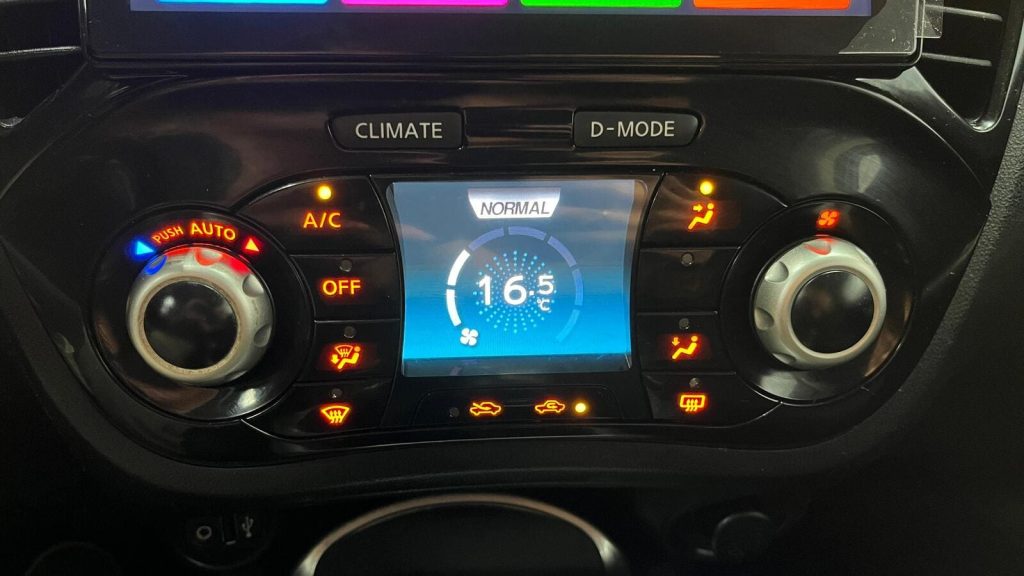 CLIMATE D-MODE
NORMAL
A/C
PUSH AUTO
16.5
°C
OFF